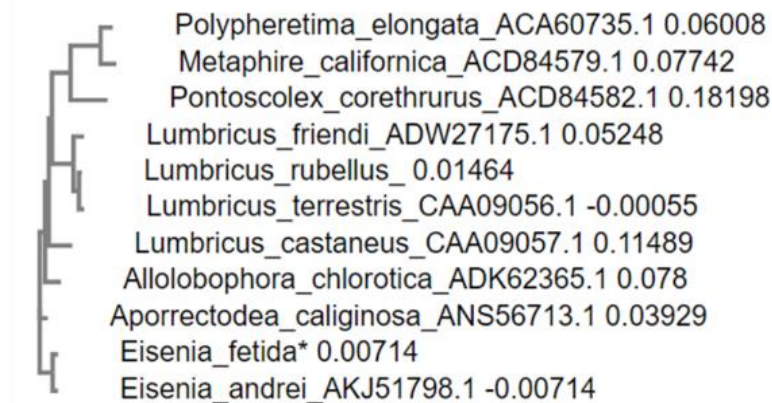 Polypheretima_elongata_ACA60735.1 0.06008
Metaphire_californica_ACD84579.1 0.07742
Pontoscolex_corethrurus_ACD84582.1 0.18198
Lumbricus_friendi_ADW27175.1 0.05248
Lumbricus_rubellus_ 0.01464
Lumbricus_terrestris_CAA09056.1 -0.00055
Lumbricus_castaneus_CAA09057.1 0.11489
Allolobophora_chlorotica_ADK62365.1 0.078
Aporrectodea_caliginosa_ANS56713.1 0.03929
Eisenia_fetida* 0.00714
Eisenia_andrei_AKJ51798.1 -0.00714